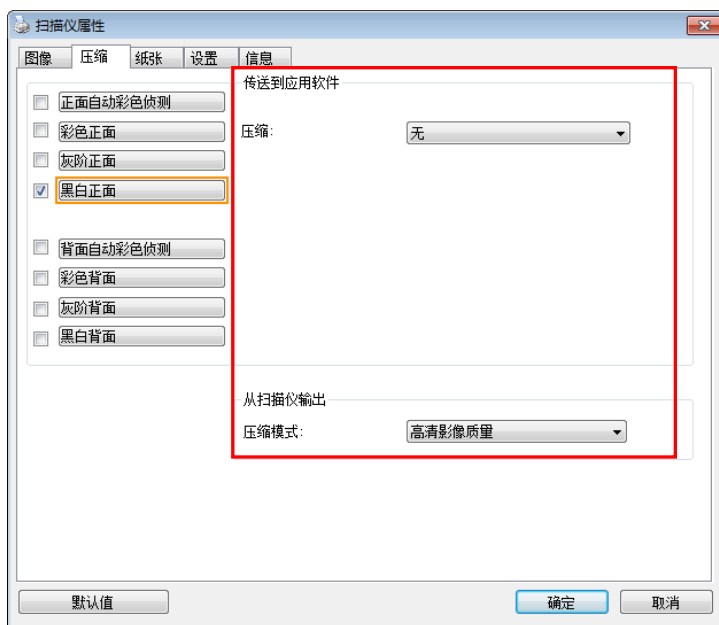 扫描仪属性
图像 压缩 纸张 设置 信息
传送到应用软件
正面自动彩色侦测
彩色正面
压缩: 无
灰阶正面
黑白正面
背面自动彩色侦测
彩色背面
灰阶背面
黑白背面
从扫描仪输出
压缩模式: 高清影像质量
默认值 确定 取消